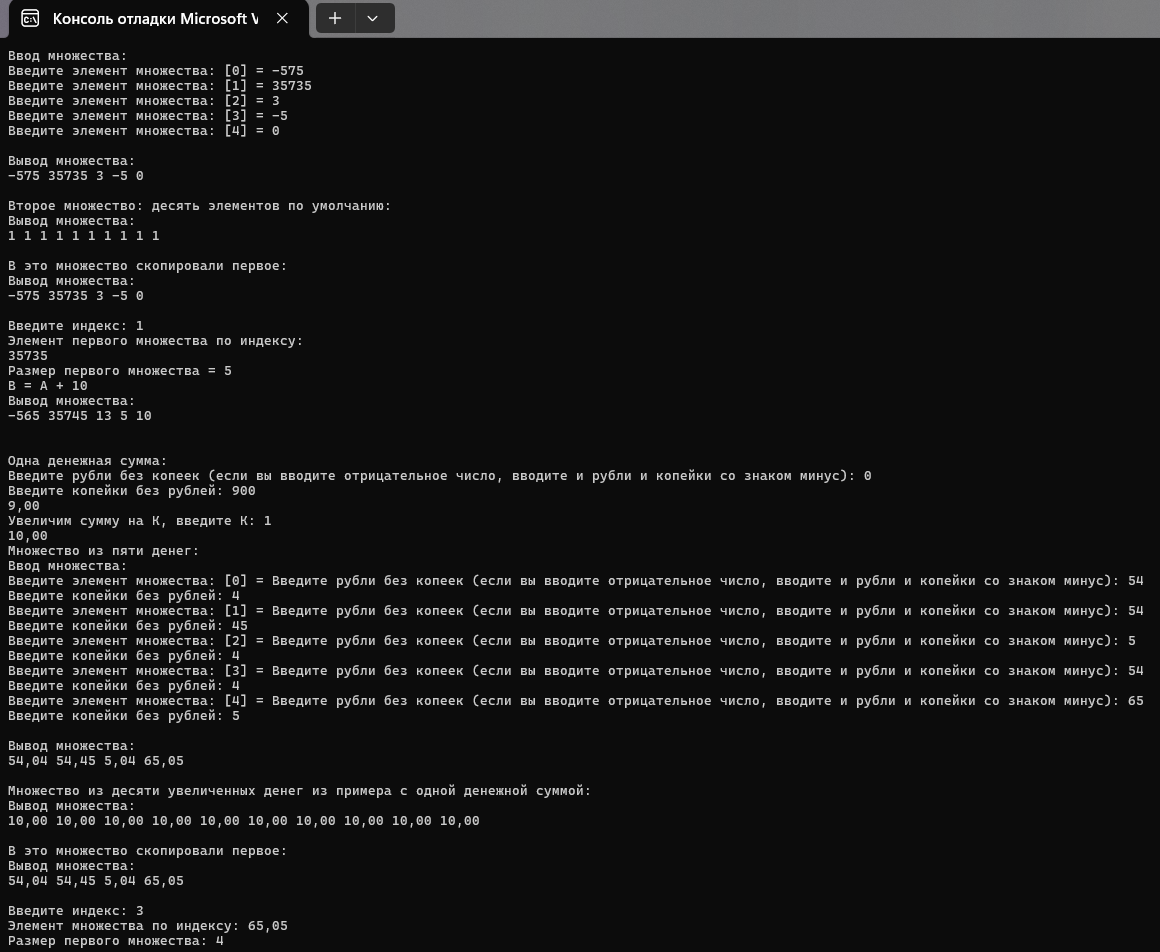 Консоль отладки Microsoft V
Ввод множества:
Введите элемент множества: [0] = -575
Введите элемент множества: [1] = 35735
Введите элемент множества: [2] = 3
Введите элемент множества: [3] = -5
Введите элемент множества: [4] = 0
Вывод множества:
-575 35735 3 -5 0
Второе множество: десять элементов по умолчанию:
Вывод множества:
1 1 1 1 1 1 1 1 1 1
В это множество скопировали первое:
Вывод множества:
-575 35735 3 -5 0
Введите индекс: 1
Элемент первого множества по индексу:
35735
Размер первого множества = 5
B = A + 10
Вывод множества:
-565 35745 13 5 10
Одна денежная сумма:
Введите рубли без копеек (если вы вводите отрицательное число, вводите и рубли и копейки со знаком минус): 0
Введите копейки без рублей: 900
9,00
Увеличим сумму на К, введите К: 1
10,00
Множество из пяти денег:
Ввод множества:
Введите элемент множества: [0] = Введите рубли без копеек (если вы вводите отрицательное число, вводите и рубли и копейки со знаком минус): 54
Введите копейки без рублей: 4
Введите элемент множества: [1] = Введите рубли без копеек (если вы вводите отрицательное число, вводите и рубли и копейки со знаком минус): 54
Введите копейки без рублей: 45
Введите элемент множества: [2] = Введите рубли без копеек (если вы вводите отрицательное число, вводите и рубли и копейки со знаком минус): 5
Введите копейки без рублей: 4
Введите элемент множества: [3] = Введите рубли без копеек (если вы вводите отрицательное число, вводите и рубли и копейки со знаком минус): 54
Введите копейки без рублей: 4
Введите элемент множества: [4] = Введите рубли без копеек (если вы вводите отрицательное число, вводите и рубли и копейки со знаком минус): 65
Введите копейки без рублей: 5
Вывод множества:
54,04 54,45 5,04 65,05
Множество из десяти увеличенных денег из примера с одной денежной суммой:
Вывод множества:
10,00 10,00 10,00 10,00 10,00 10,00 10,00 10,00 10,00 10,00
В это множество скопировали первое:
Вывод множества:
54,04 54,45 5,04 65,05
Введите индекс: 3
Элемент множества по индексу: 65,05
Размер первого множества: 4